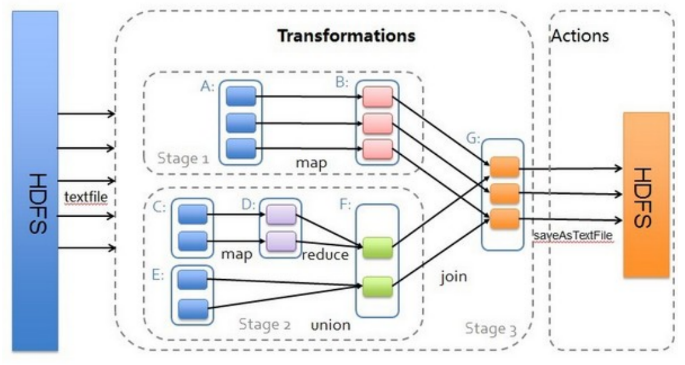 Transformations
Actions
HDFS
textfile
A:
B:
Stage 1
map
G:
C:
D:
F:
map
reduce
E:
Stage 2
union
join
Stage 3
saveAsTextFile
HDFS